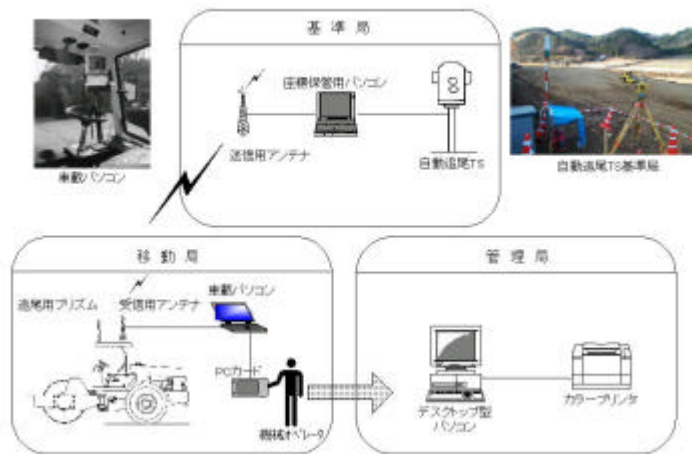 基準局
座標保管用パソコン
送信用アンテナ
自動追尾TS
車載パソコン
自動追尾TS基準局
移動局
追尾用プリズム
受信用アンテナ
車載パソコン
PCカード
機械オペレータ
管理局
デスクトップ型
パソコン
カラープリンタ